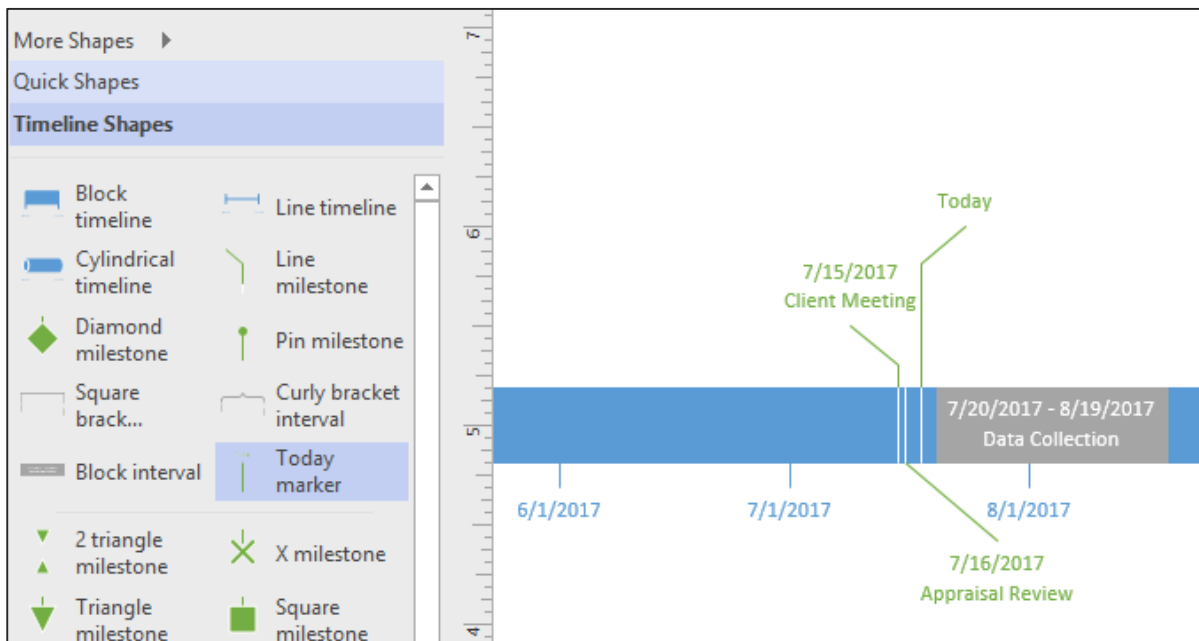 More Shapes
Quick Shapes
Timeline Shapes
Block
timeline
Line timeline
Cylindrical
timeline
Line
milestone
Diamond
milestone
Pin milestone
Square
brack...
Curly bracket
interval
Block interval
Today
marker
2 triangle
milestone
X milestone
Triangle
milestone
Square
milestone
7
6
5
4
Today
7/15/2017
Client Meeting
7/20/2017 - 8/19/2017
Data Collection
6/1/2017
7/1/2017
8/1/2017
7/16/2017
Appraisal Review